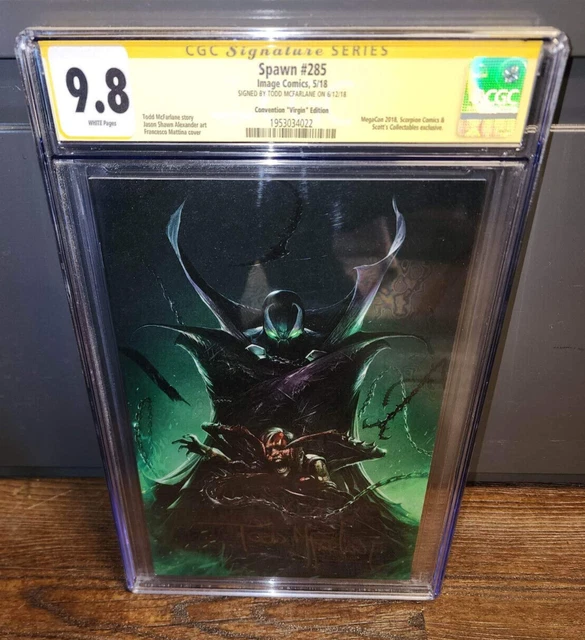 CGC Signature SERIES
9.8
WHITE Pages
Spawn #285
Image Comics, 5/18
SIGNED BY TODD MCFARLANE ON 6/12/18
Convention "Virgin" Edition
1953034022
Todd McFarlane story
Jason Shawn Alexander art
Francesco Mattina cover
MegaCon 2018, Scorpion Comics &
Scott's Collectables exclusive.
CGC